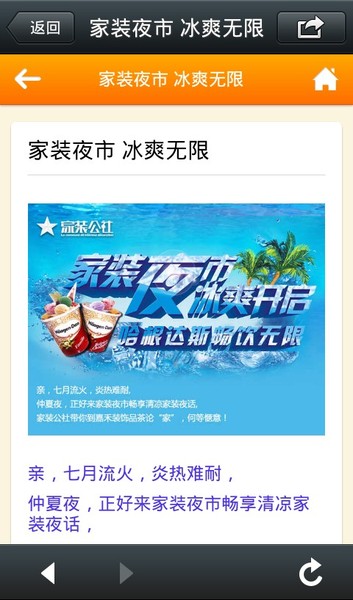 返回
家装夜市 冰爽无限
家装夜市 冰爽无限
家装夜市 冰爽无限
家装公社
家装夜市
冰爽开启
哈根达斯畅饮无限
Häagen-Dazs
Häagen-Dazs
亲，七月流火，炎热难耐，
仲夏夜，正好来家装夜市畅享清凉家装夜话，
家装公社带你到嘉禾装饰品茶论“家”，何等惬意！
亲，七月流火，炎热难耐，
仲夏夜，正好来家装夜市畅享清凉家
装夜话，